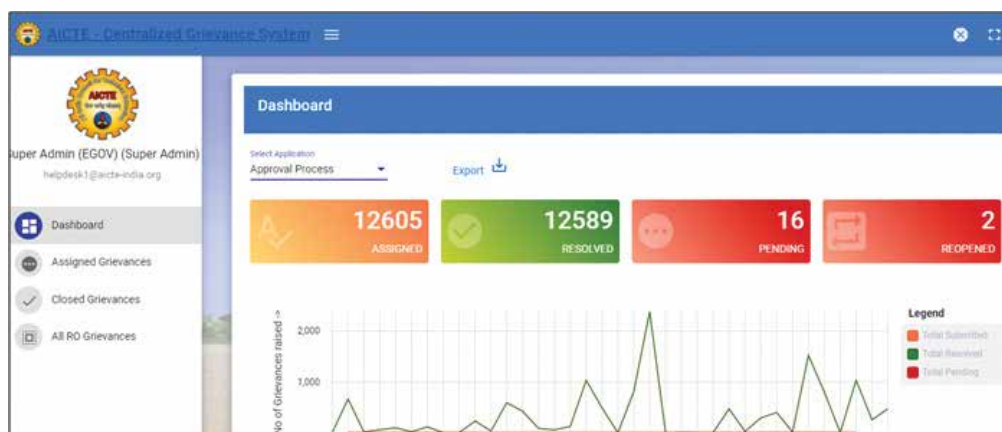 AICTE - Centralized Grievance System
AICTE
Super Admin (EGOV) (Super Admin)
helpdesk1@aicte-india.org
Dashboard
Assigned Grievances
Closed Grievances
All RO Grievances
Dashboard
Select Application
Approval Process
Export
12605
ASSIGNED
12589
RESOLVED
16
PENDING
2
REOPENED
No of Grievances raised ->
2,000
1,000
Legend
Total Submitted
Total Resolved
Total Pending